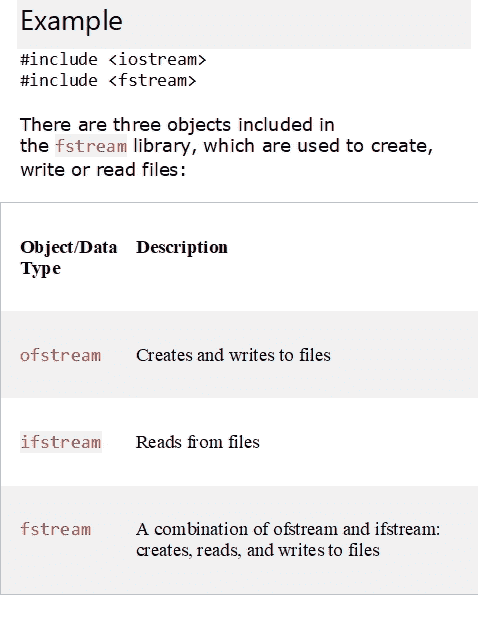 Example
#include <iostream>
#include <fstream>
There are three objects included in
the fstream library, which are used to create,
write or read files:
Object/Data Type
Description
ofstream
Creates and writes to files
ifstream
Reads from files
fstream
A combination of ofstream and ifstream:
creates, reads, and writes to files